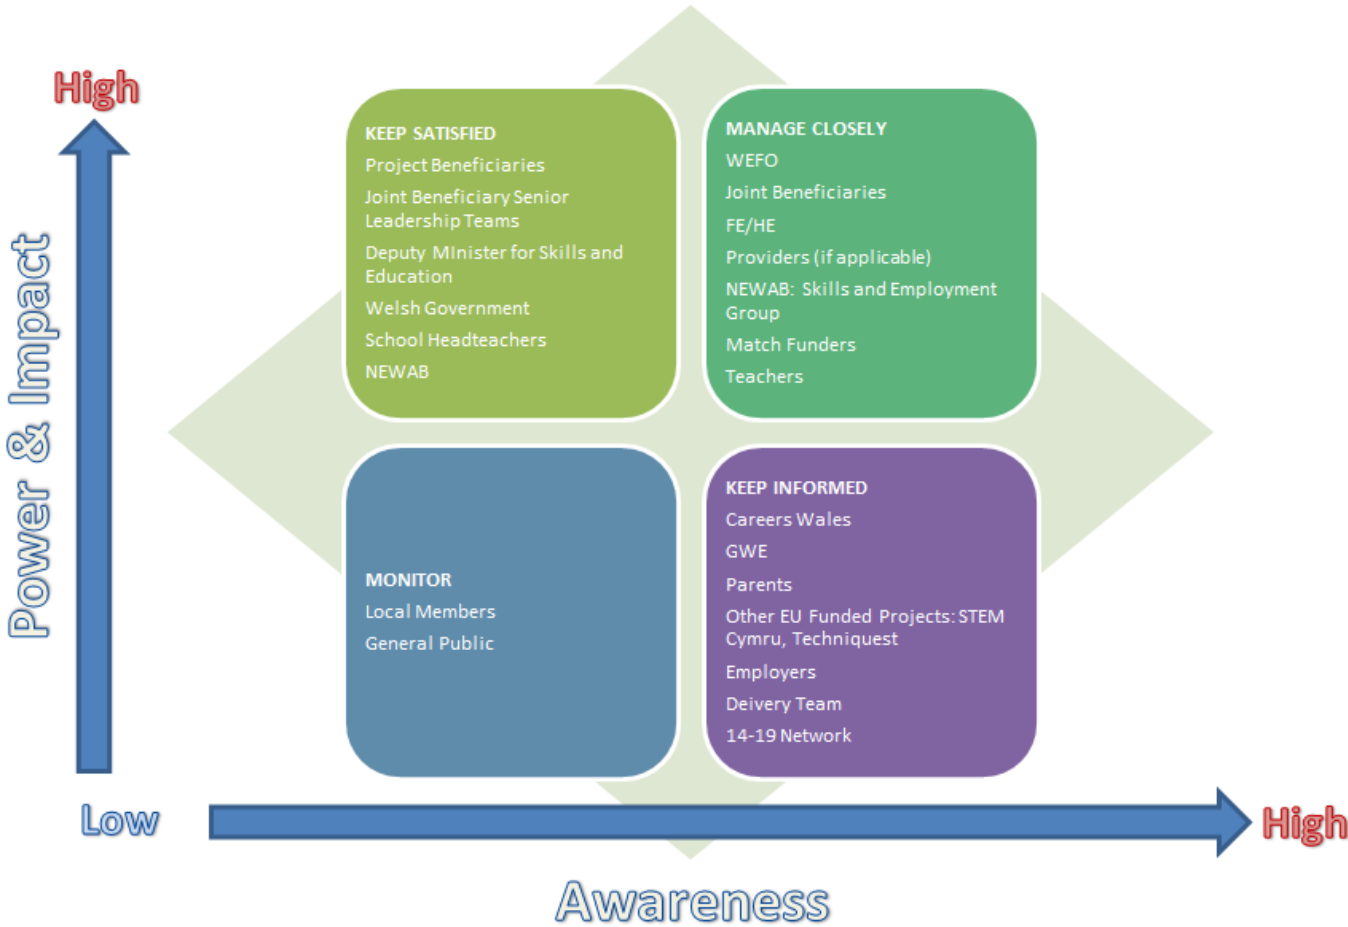 High
Power & Impact
KEEP SATISFIED
Project Beneficiaries
Joint Beneficiary Senior
Leadership Teams
Deputy MInister for Skills and
Education
Welsh Government
School Headteachers
NEWAB
MANAGE CLOSELY
WEFO
Joint Beneficiaries
FE/HE
Providers (if applicable)
NEWAB: Skills and Employment
Group
Match Funders
Teachers
MONITOR
Local Members
General Public
KEEP INFORMED
Careers Wales
GWE
Parents
Other EU Funded Projects: STEM
Cymru, Techniquest
Employers
Deivery Team
14-19 Network
Low
High
Awareness